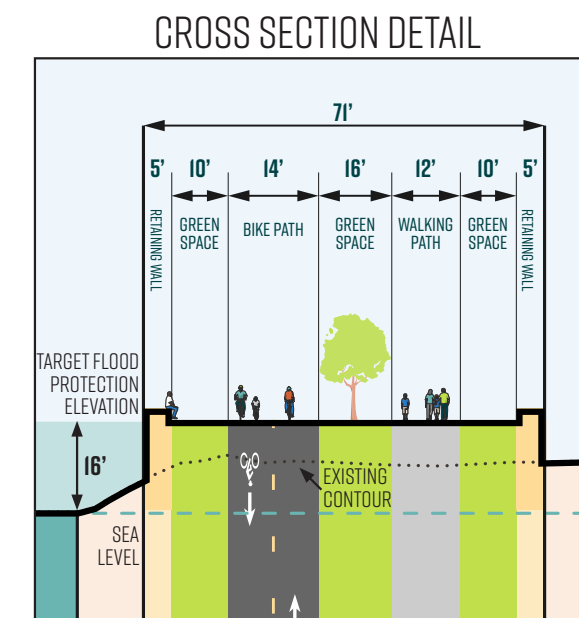 CROSS SECTION DETAIL
71’
5’ 10’ 14’ 16’ 12’ 10’ 5’
RETAINING WALL
GREEN
SPACE
BIKE PATH
GREEN
SPACE
WALKING
PATH
GREEN
SPACE
RETAINING WALL
TARGET FLOOD
PROTECTION
ELEVATION
16’
EXISTING
CONTOUR
SEA
LEVEL